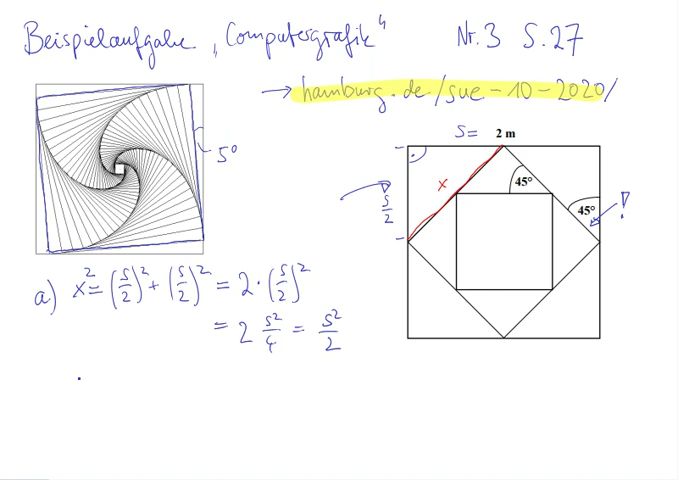 Beispielaufgabe „Computergrafik" Nr. 3 S. 27
→ hamburg.de/sue-10-2020/
S = 2 m
5°
x
45°
S/2
45°
!
a) x² = (S/2)² + (S/2)² = 2 · (S/2)²
= 2 S²/4 = S²/2